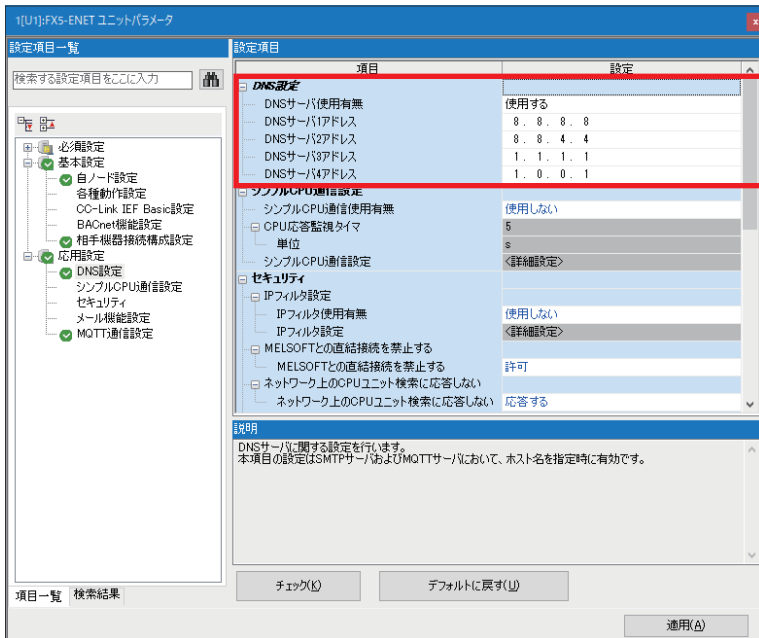 1[U1]:FX5-ENET ユニットパラメータ
設定項目一覧
検索する設定項目をここに入力
必須設定
基本設定
自ノード設定
各種動作設定
CC-Link IEF Basic設定
BACnet機能設定
相手機器接続構成設定
応用設定
DNS設定
シンプルCPU通信設定
セキュリティ
メール機能設定
MQTT通信設定
項目一覧 検索結果
設定項目
項目 設定
DNS設定
DNSサーバ使用有無 使用する
DNSサーバ1アドレス 8 . 8 . 8 . 8
DNSサーバ2アドレス 8 . 8 . 4 . 4
DNSサーバ3アドレス 1 . 1 . 1 . 1
DNSサーバ4アドレス 1 . 0 . 0 . 1
シンプルCPU通信設定
シンプルCPU通信使用有無 使用しない
CPU応答監視タイマ 5
単位 s
シンプルCPU通信設定 <詳細設定>
セキュリティ
IPフィルタ設定
IPフィルタ使用有無 使用しない
IPフィルタ設定 <詳細設定>
MELSOFTとの直結接続を禁止する
MELSOFTとの直結接続を禁止する 許可
ネットワーク上のCPUユニット検索に応答しない
ネットワーク上のCPUユニット検索に応答しない 応答する
説明
DNSサーバに関する設定を行います。
本項目の設定はSMTPサーバおよびMQTTサーバにおいて、ホスト名を指定時に有効です。
チェック(K) デフォルトに戻す(U)
適用(A)